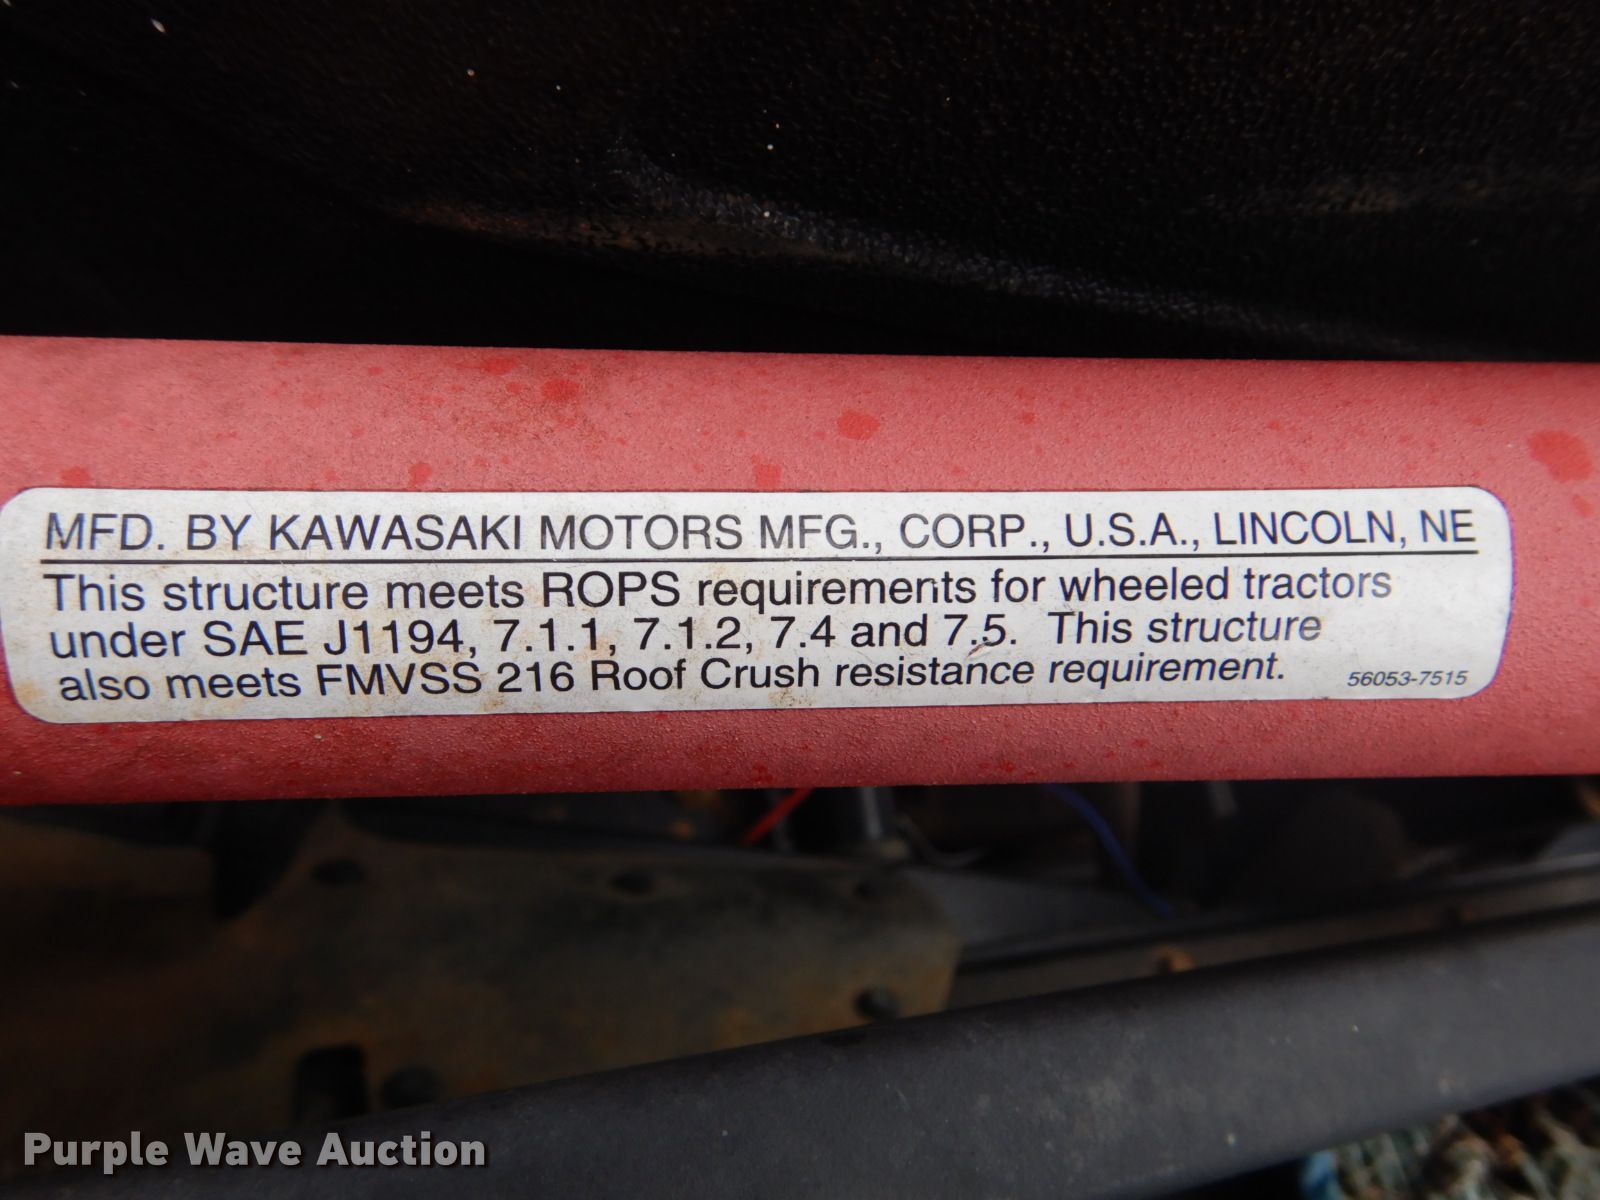 MFD. BY KAWASAKI MOTORS MFG., CORP., U.S.A., LINCOLN, NE
This structure meets ROPS requirements for wheeled tractors
under SAE J1194, 7.1.1, 7.1.2, 7.4 and 7.5. This structure
also meets FMVSS 216 Roof Crush resistance requirement.
56053-7515
Purple Wave Auction